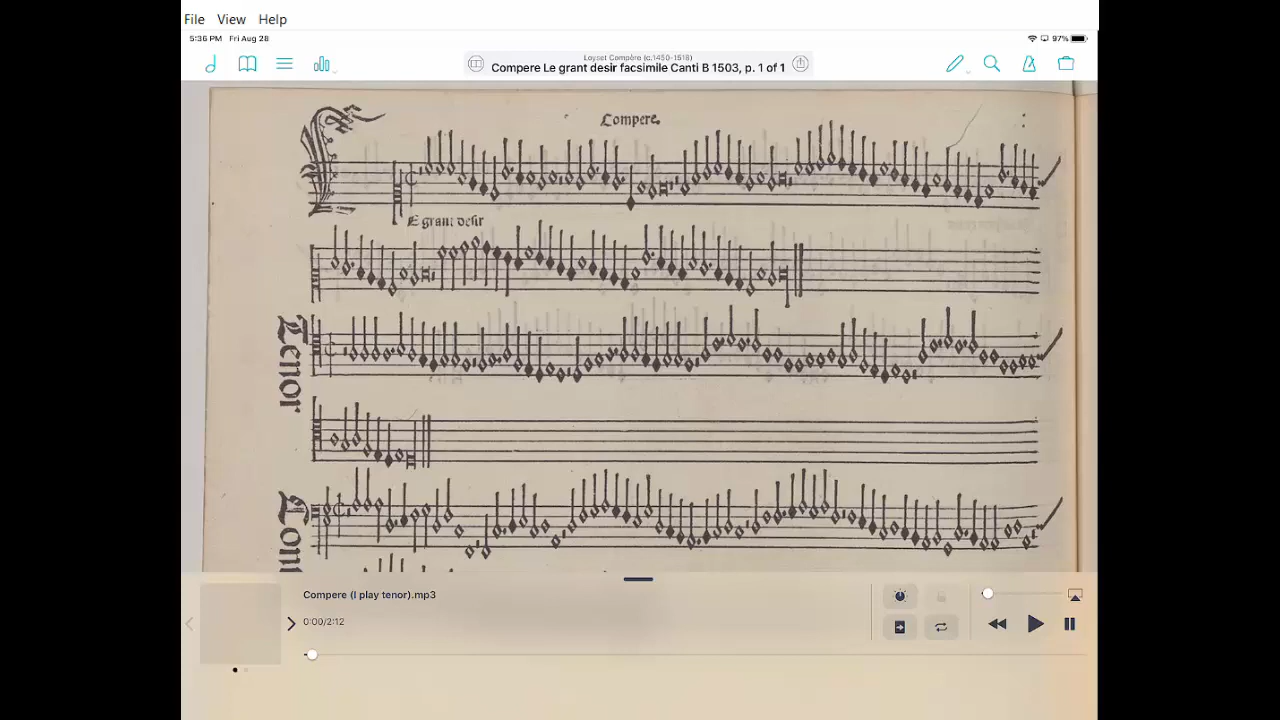 File View Help
5:36 PM Fri Aug 28
97%
Loyset Compère (c.1450-1518)
Compere Le grant desir facsimile Canti B 1503, p. 1 of 1
Compere.
E grant desir
Tenor
Cont
Compere (I play tenor).mp3
0:00/2:12